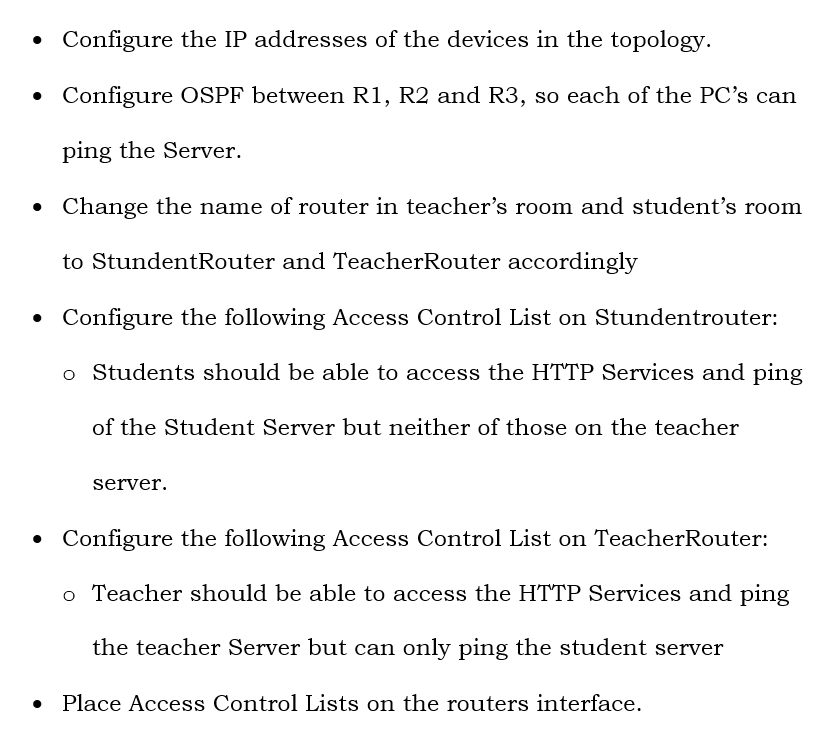 • Configure the IP addresses of the devices in the topology.
• Configure OSPF between R1, R2 and R3, so each of the PC’s can
ping the Server.
• Change the name of router in teacher’s room and student’s room
to StundentRouter and TeacherRouter accordingly
• Configure the following Access Control List on Stundentrouter:
o Students should be able to access the HTTP Services and ping
of the Student Server but neither of those on the teacher
server.
• Configure the following Access Control List on TeacherRouter:
o Teacher should be able to access the HTTP Services and ping
the teacher Server but can only ping the student server
• Place Access Control Lists on the routers interface.